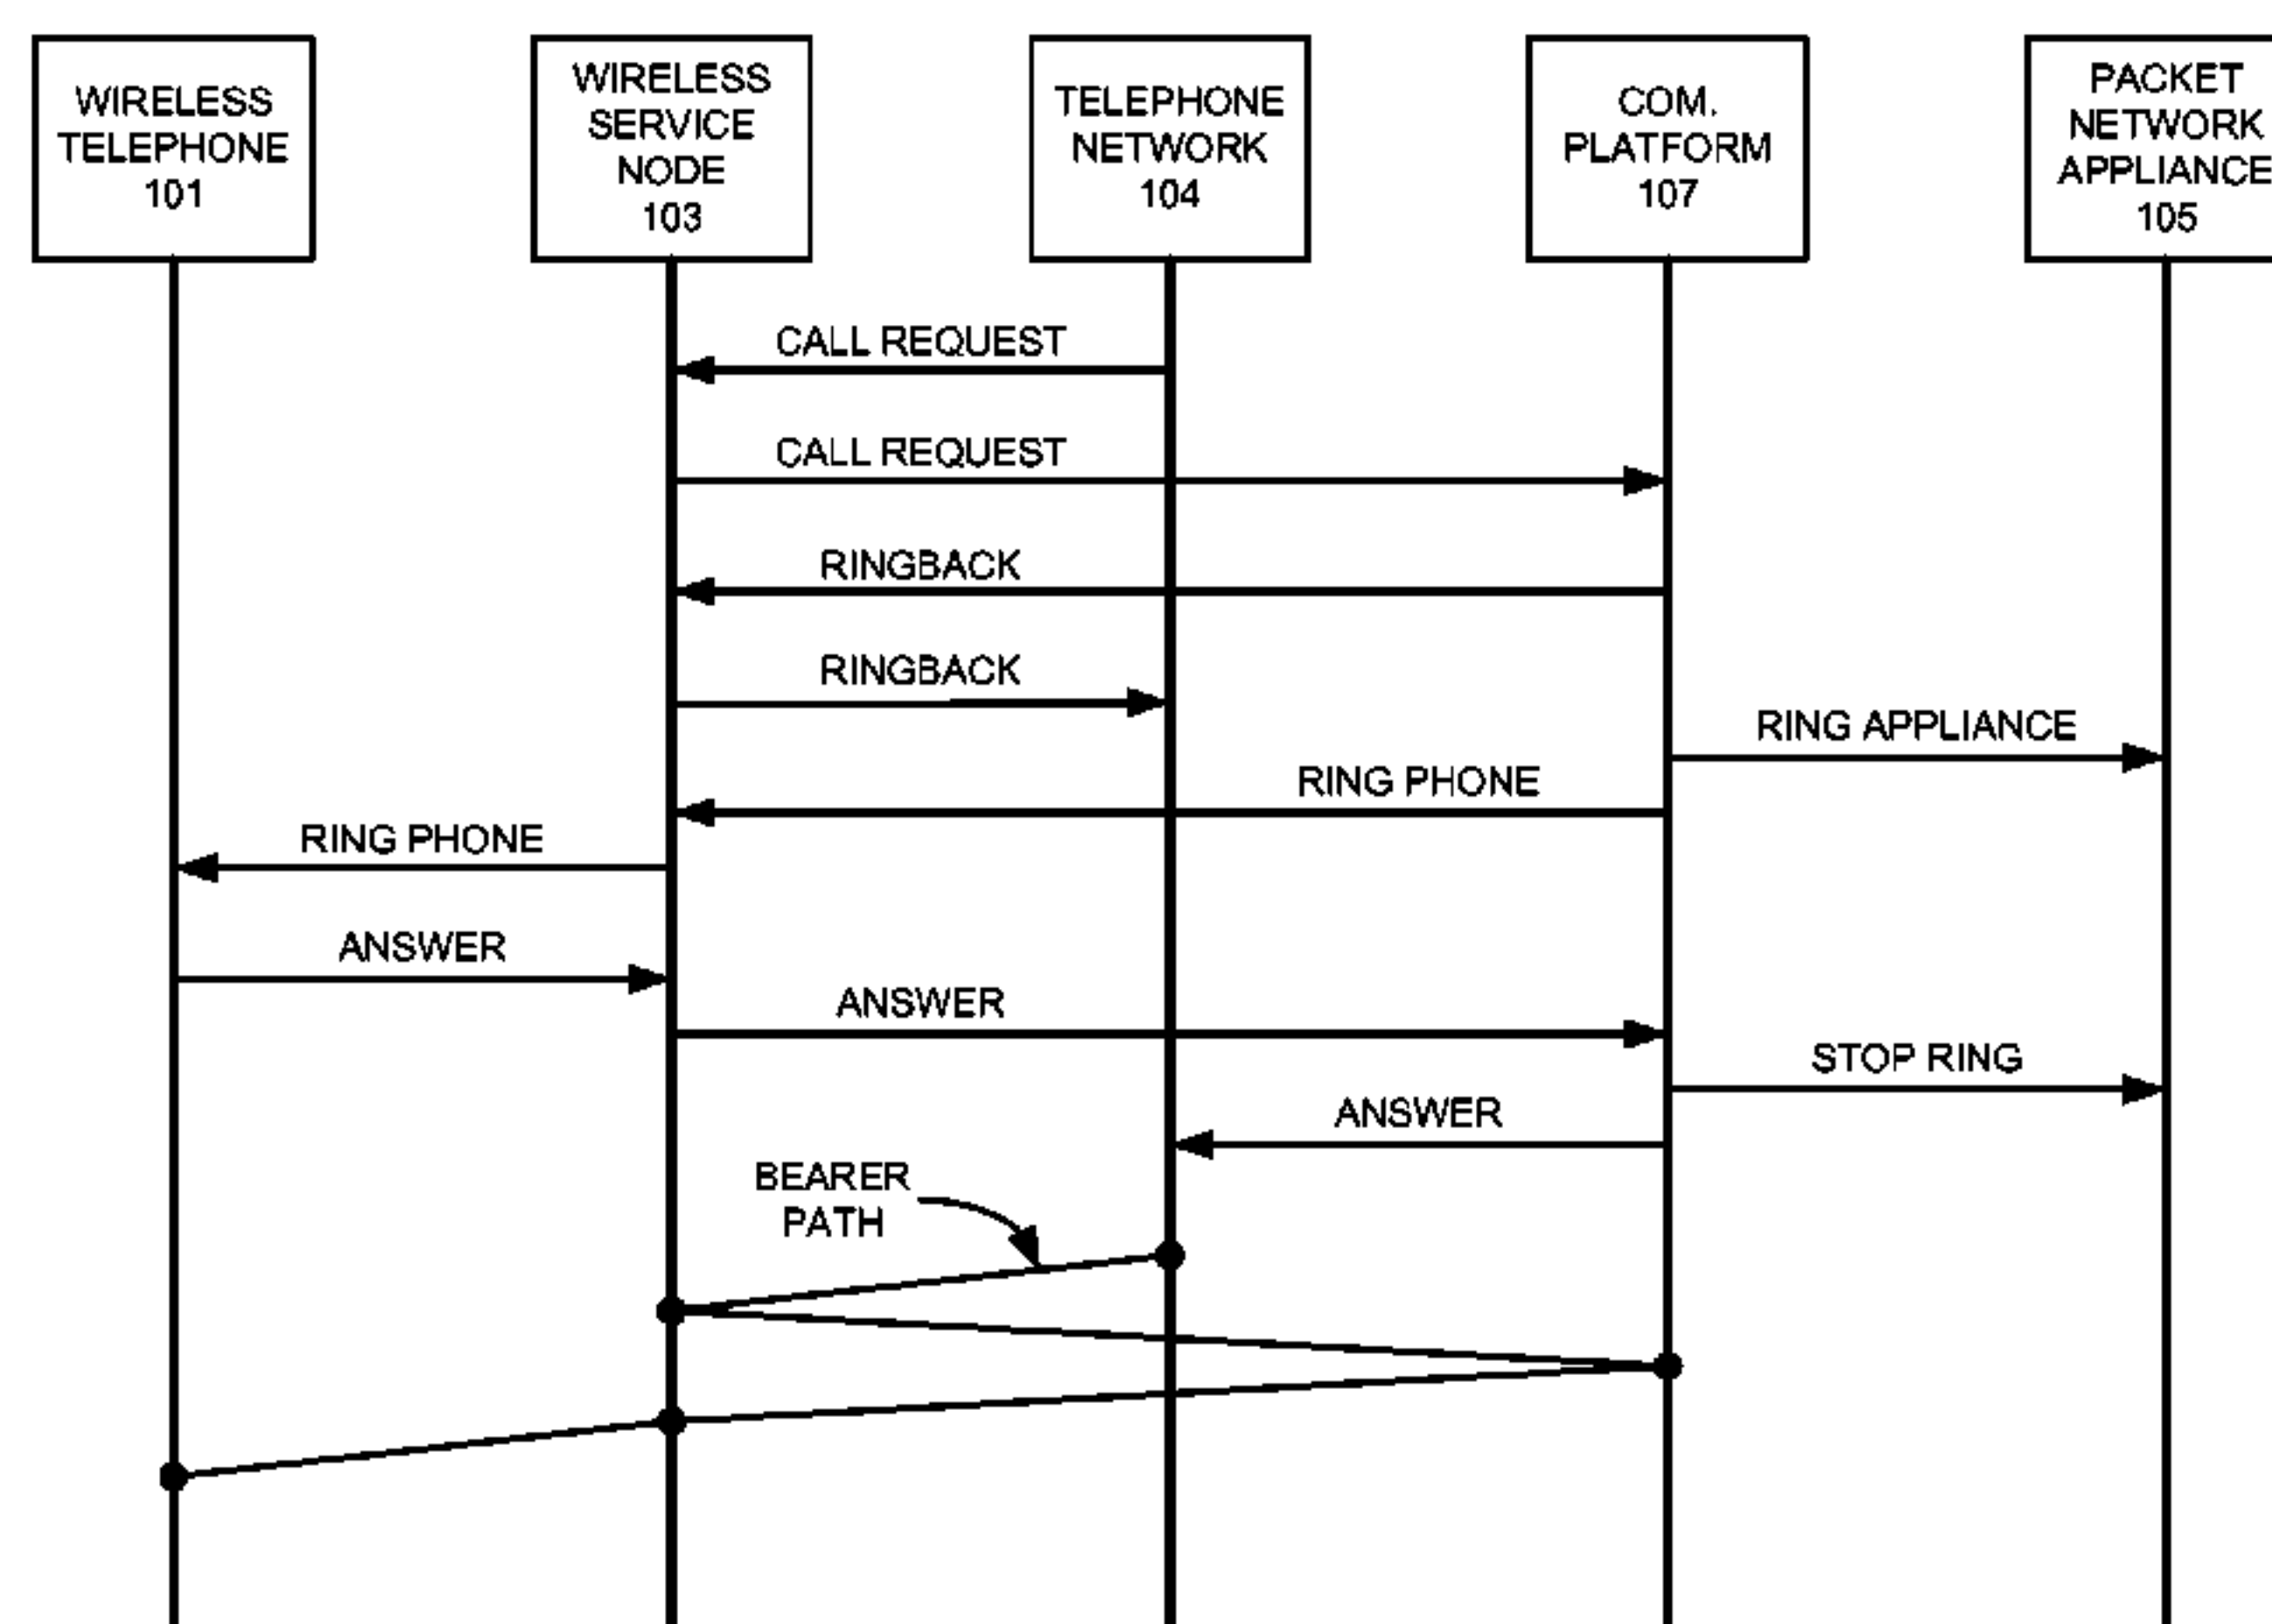 WIRELESS
TELEPHONE
101
WIRELESS
SERVICE
NODE
103
TELEPHONE
NETWORK
104
COM.
PLATFORM
107
PACKET
NETWORK
APPLIANCE
105
CALL REQUEST
CALL REQUEST
RINGBACK
RINGBACK
RING APPLIANCE
RING PHONE
RING PHONE
ANSWER
ANSWER
STOP RING
ANSWER
BEARER
PATH